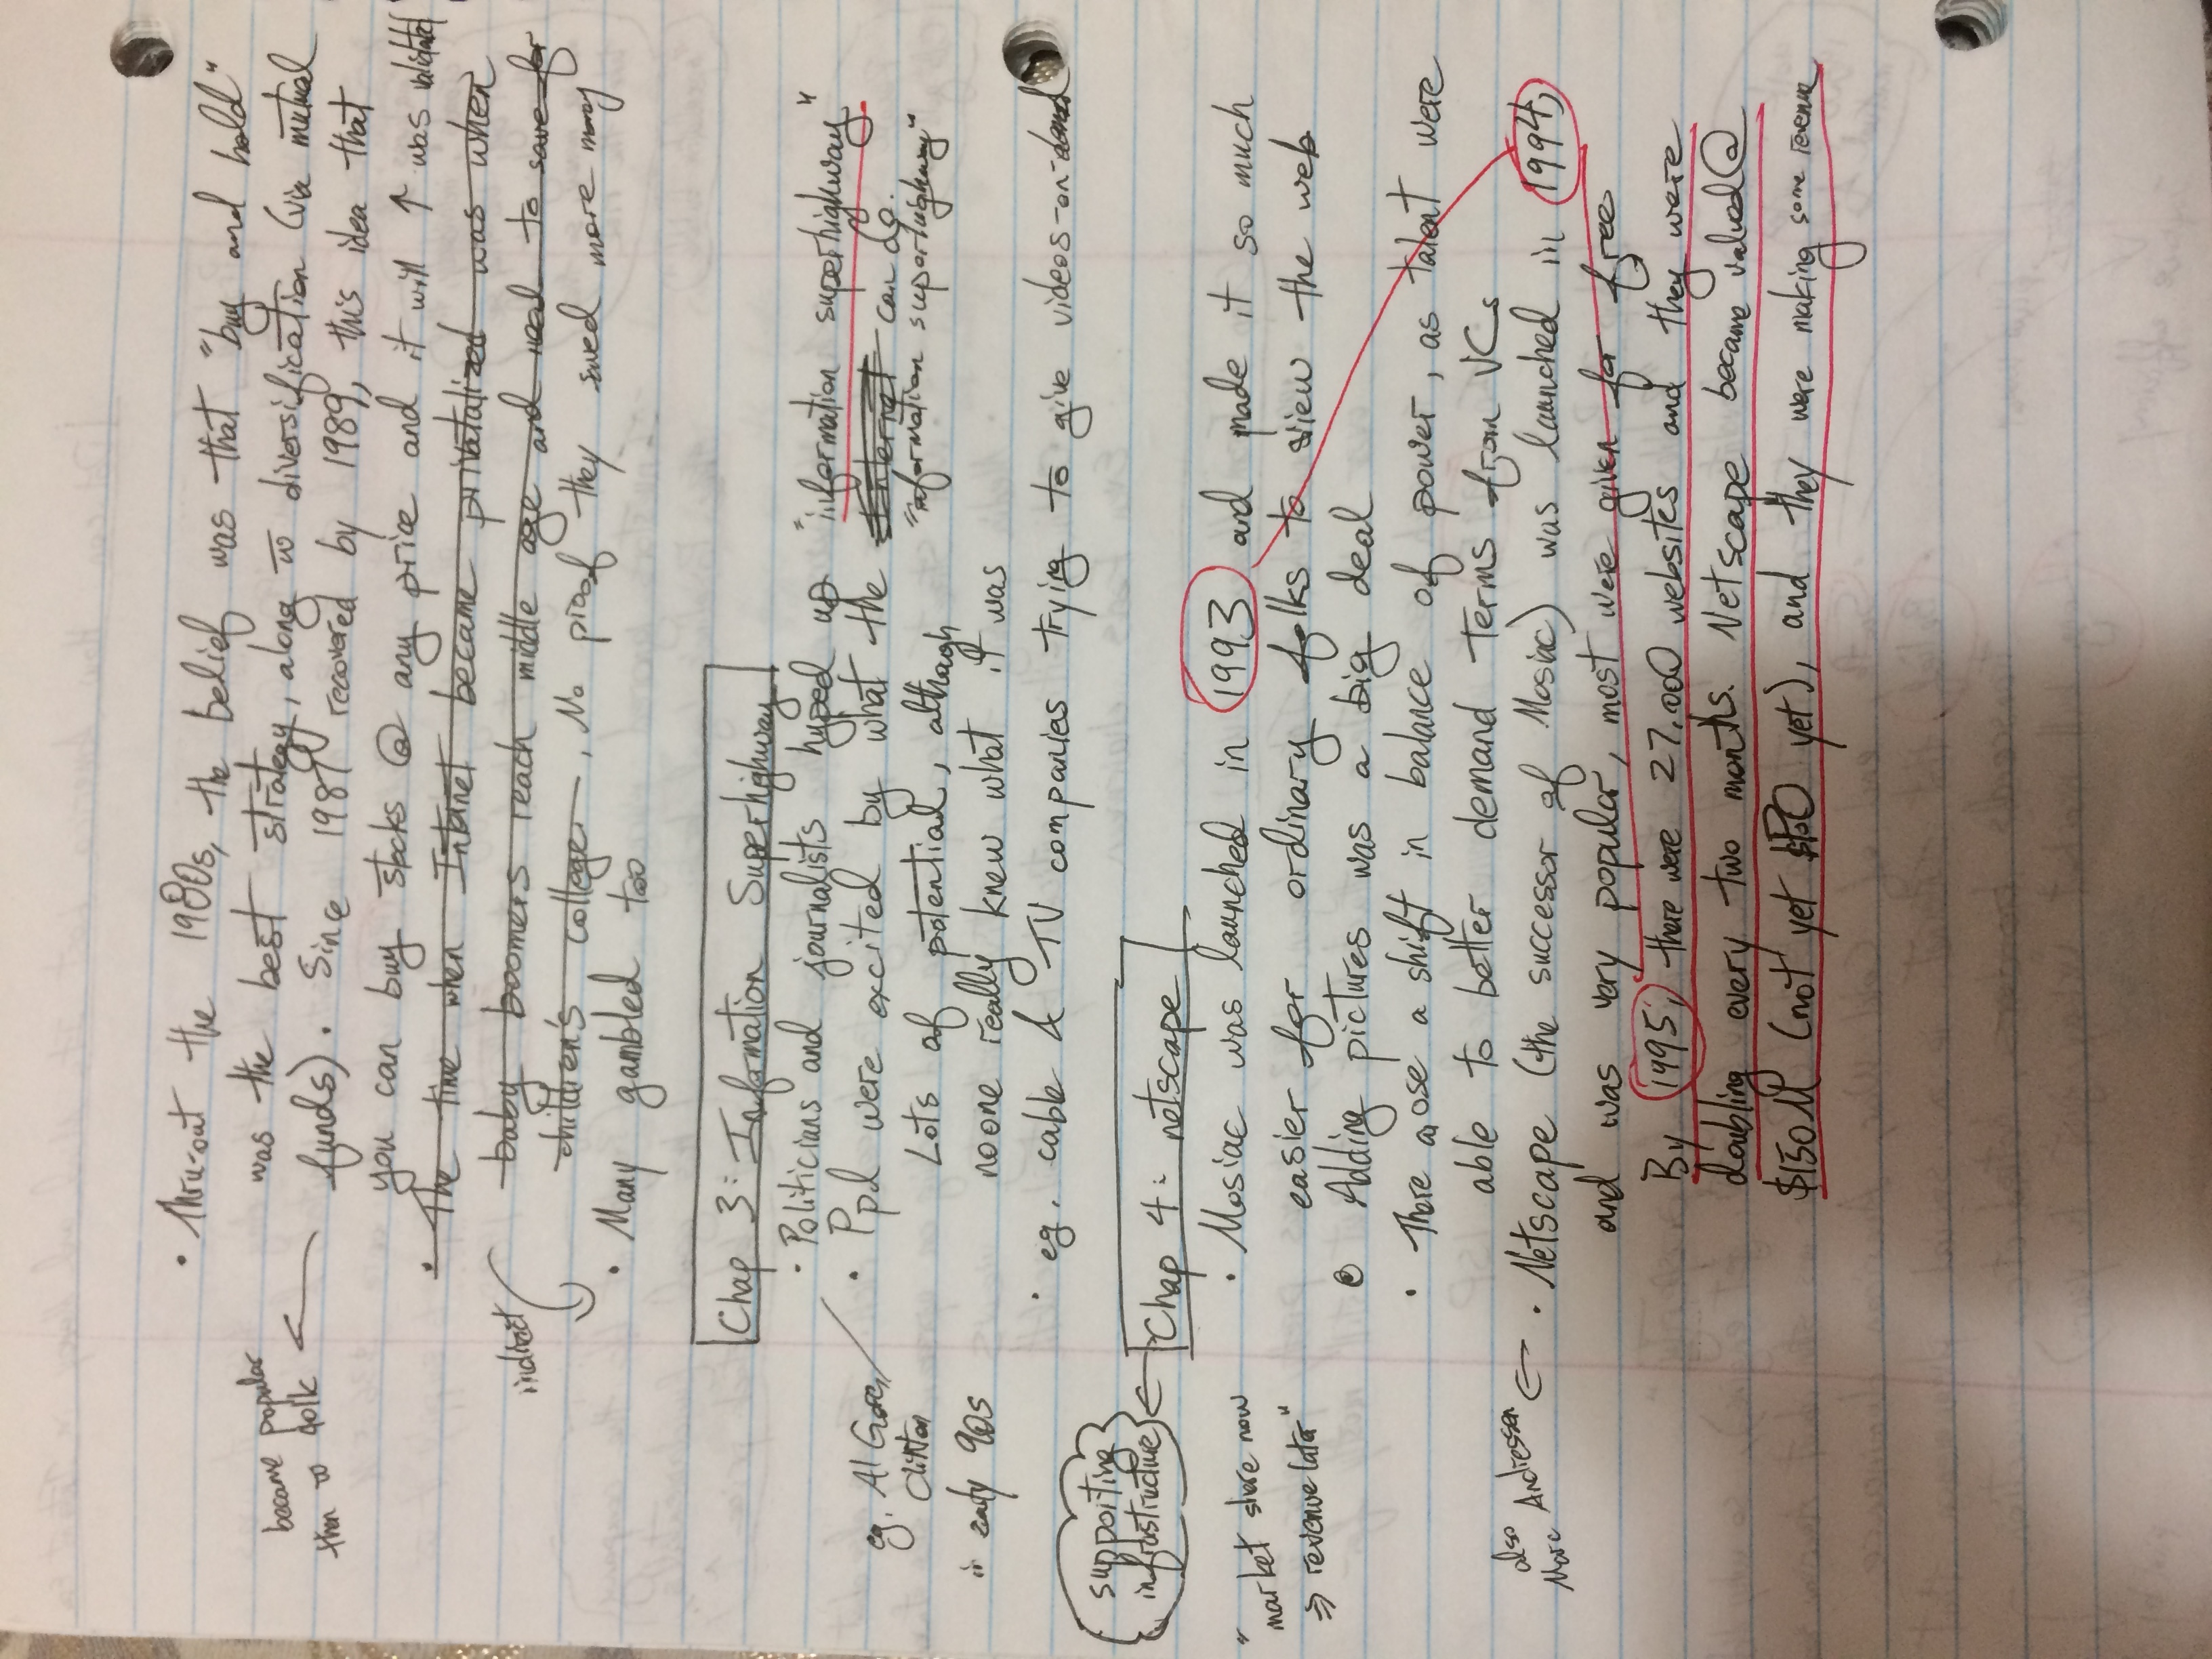 • Thru-out the 1980s, the belief was that "buy and hold"
was the best strategy, along w diversification (via mutual
funds). Since 1987 recovered by 1989, this idea that
you can buy stocks @ any price and it will ↑ was validated
became popular
then w folk
• The time when Internet became privatalized was when
baby boomers reach middle age and need to save for
children's college. No proof they saved more money
indirect
• Many gambled too
Chap 3: Information Superhighway
• Politicians and journalists hyped up "information superhighway"
• Ppl were excited by what the Internet can do.
"information superhighway"
Lots of potential, although
noone really knew what it was
eg. Al Gore,
Clinton
in early 90s
• eg. cable & TV companies trying to give videos-on-demand
supporting
infrastructure
Chap 4: netscape
• Mosiac was launched in 1993 and made it so much
easier for ordinary folks to view the web
"market share now
⇒ revenue later"
• Adding pictures was a big deal
• There arose a shift in balance of power, as talent were
able to better demand terms from VCs
also
Marc Andressen
• Netscape (the successor of Mosiac) was launched in 1994,
and was very popular, most were given for free
By 1995, there were 27,000 websites and they were
doubling every two months. Netscape became valued @
$150M (not yet IPO yet), and they were making some revenue